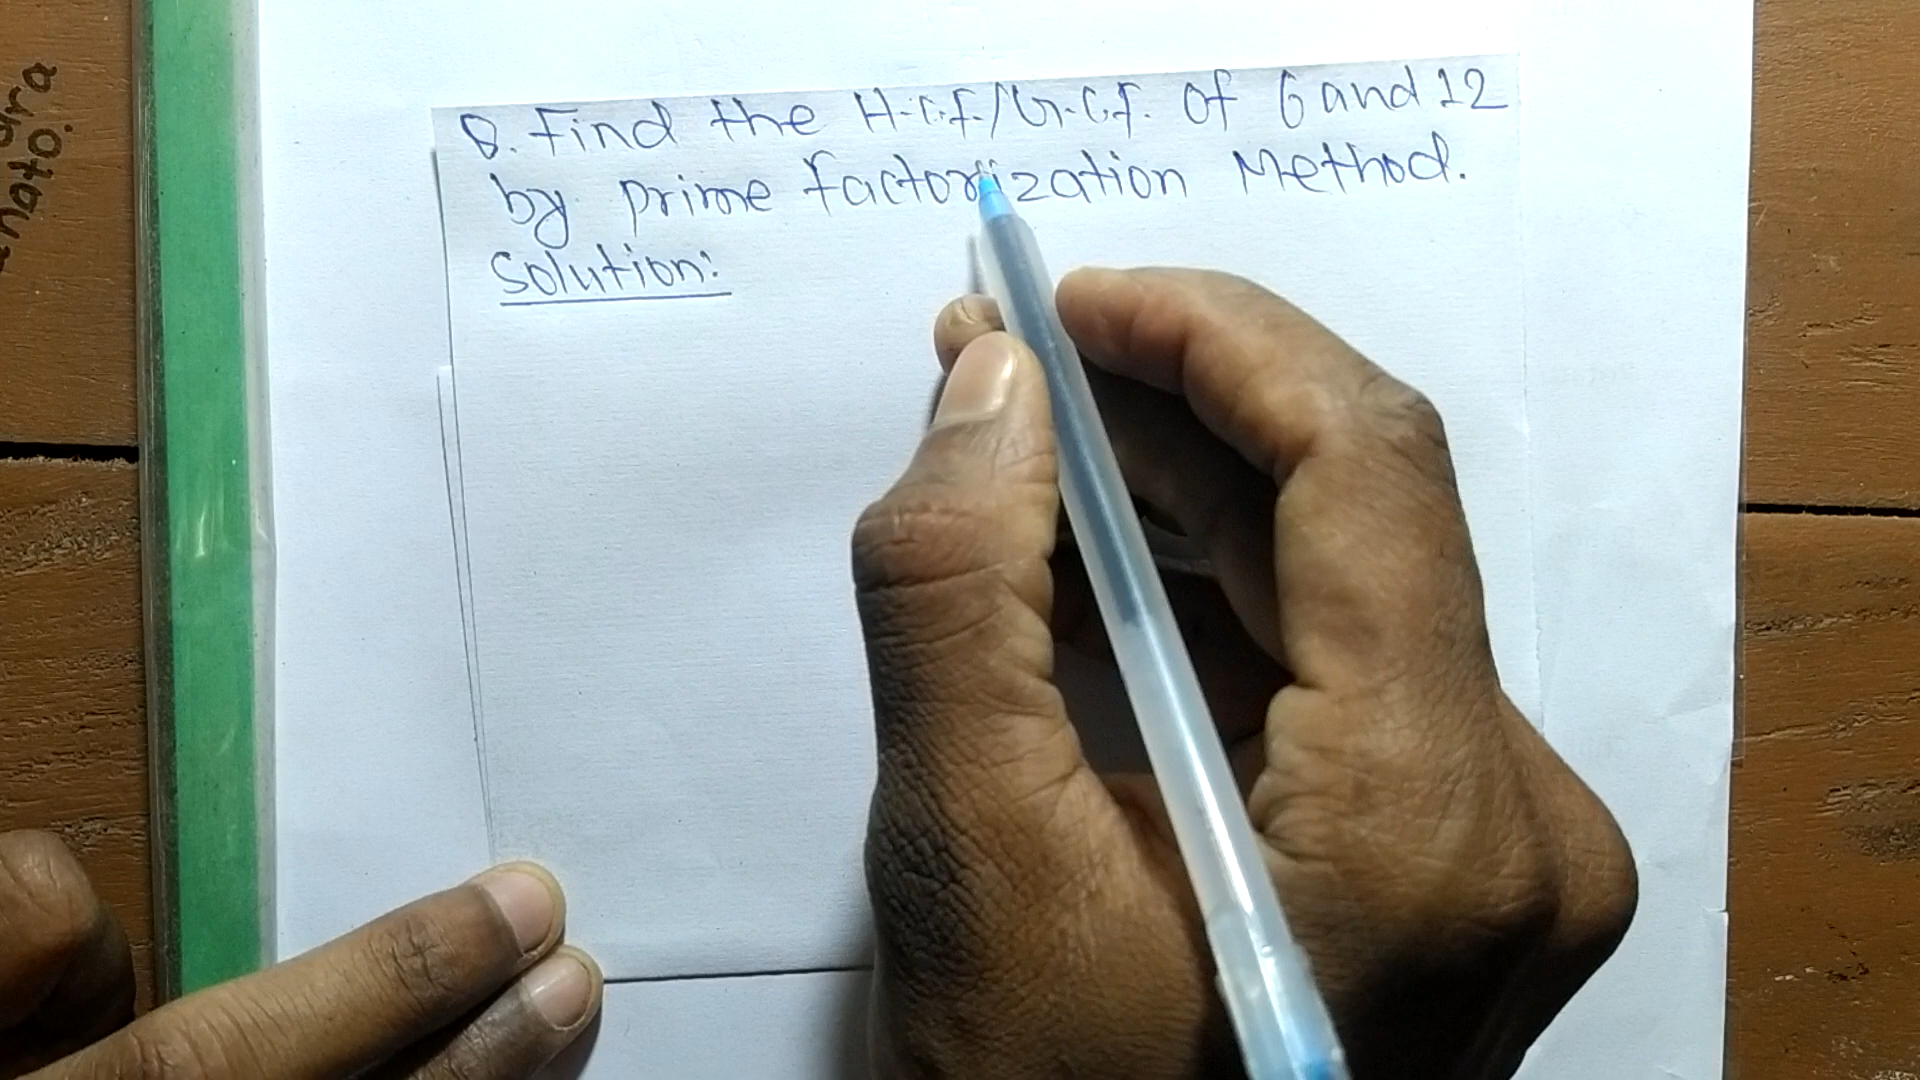 Q. Find the H.C.F./G.C.F. of 6 and 12
by prime factorization Method.
Solution: